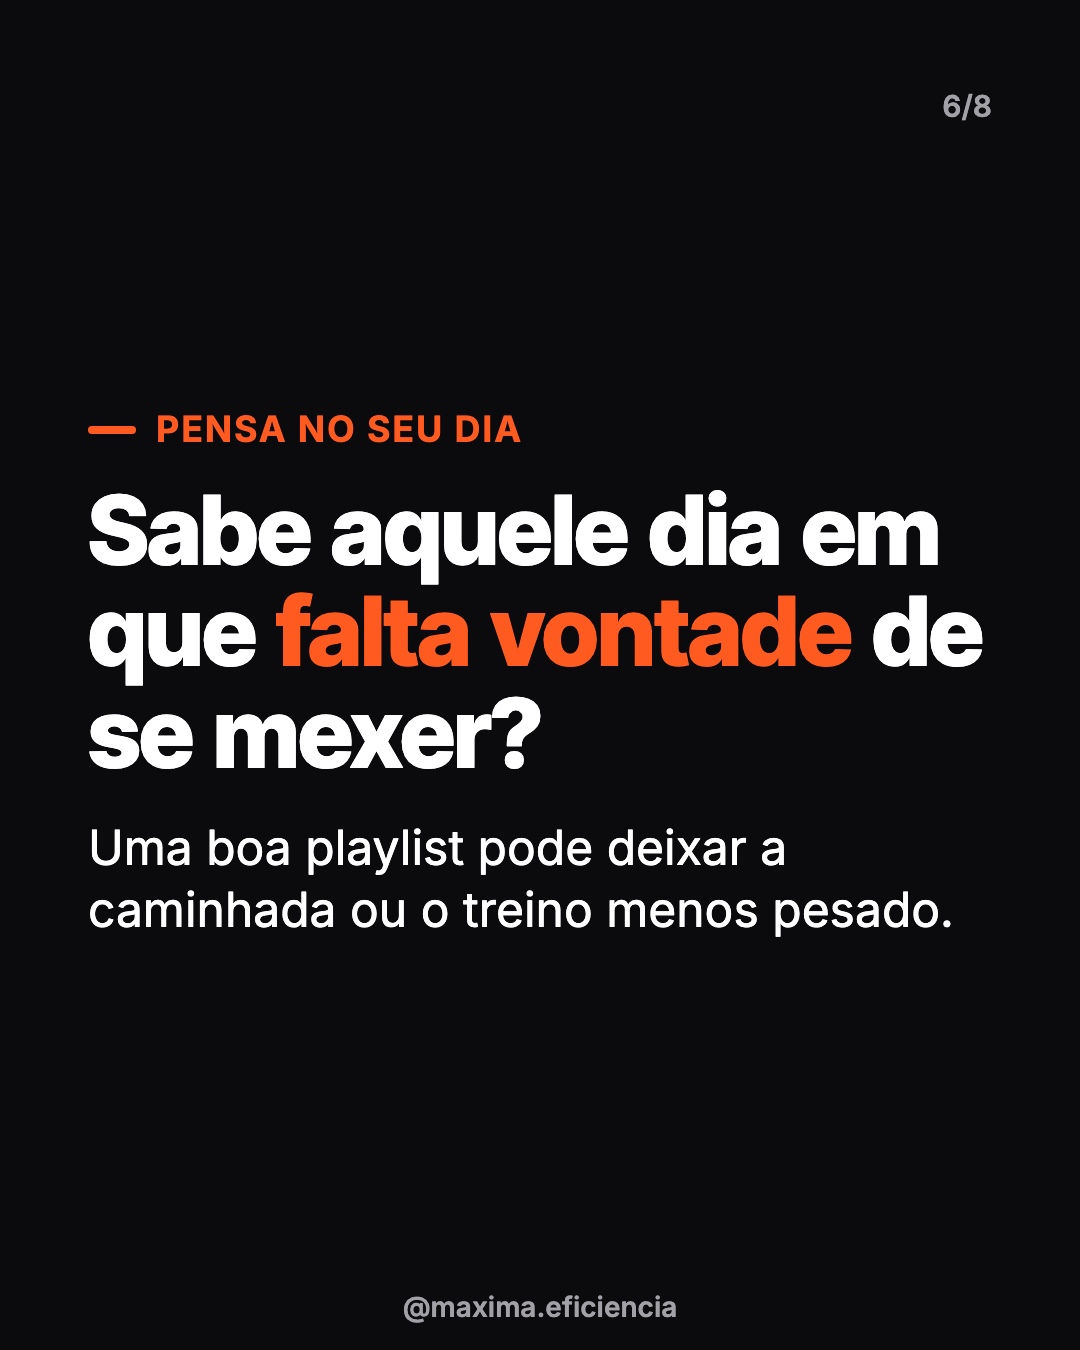 6/8
PENSA NO SEU DIA
Sabe aquele dia em
que falta vontade de
se mexer?
Uma boa playlist pode deixar a
caminhada ou o treino menos pesado.
@maxima.eficiencia